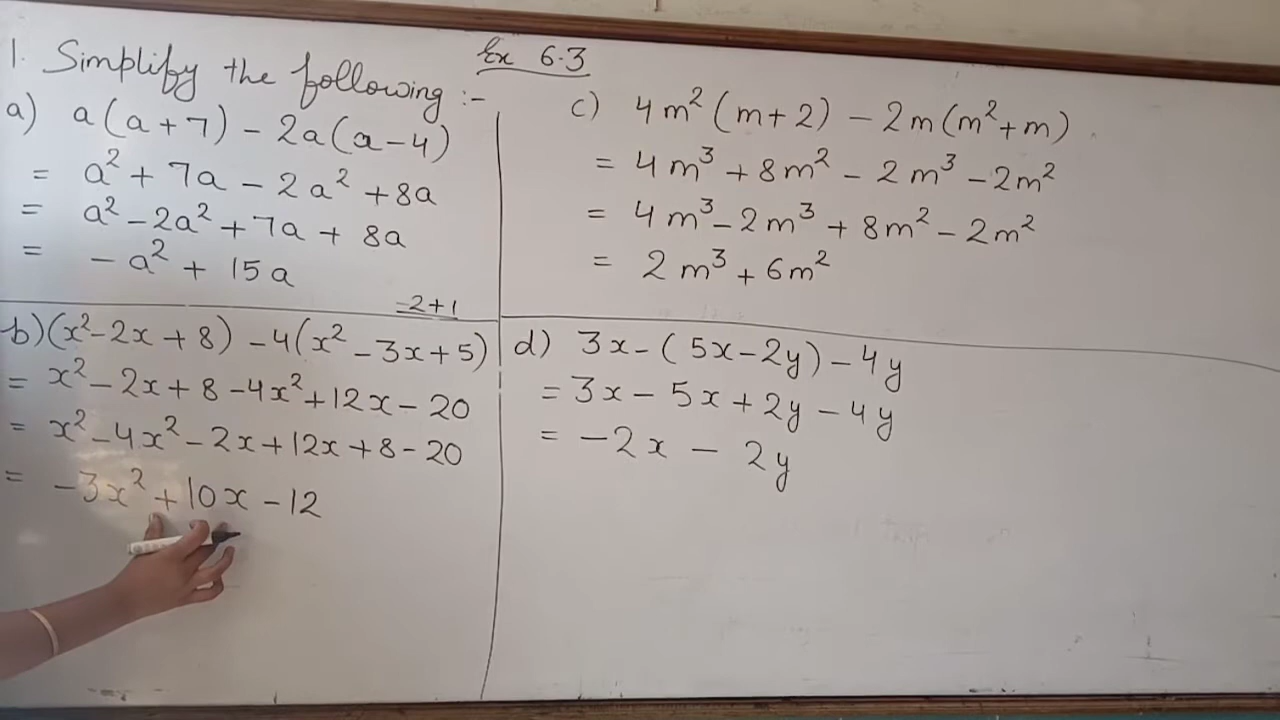 Ex 6.3
1. Simplify the following :-
a) a(a+7) - 2a(a-4)
= a² + 7a - 2a² + 8a
= a² - 2a² + 7a + 8a
= -a² + 15a
-2+1
b) (x² - 2x + 8) - 4(x² - 3x + 5)
= x² - 2x + 8 - 4x² + 12x - 20
= x² - 4x² - 2x + 12x + 8 - 20
= -3x² + 10x - 12
c) 4m² (m+2) - 2m(m²+m)
= 4m³ + 8m² - 2m³ - 2m²
= 4m³ - 2m³ + 8m² - 2m²
= 2m³ + 6m²
d) 3x - (5x - 2y) - 4y
= 3x - 5x + 2y - 4y
= -2x - 2y